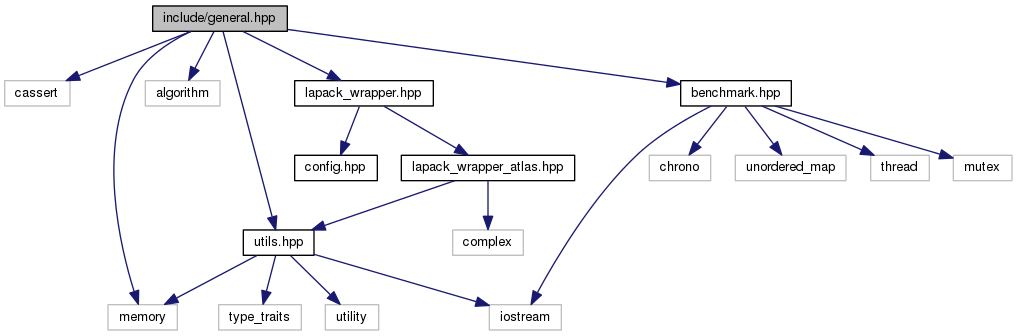 include/general.hpp
cassert
algorithm
lapack_wrapper.hpp
benchmark.hpp
config.hpp
lapack_wrapper_atlas.hpp
chrono
unordered_map
thread
mutex
utils.hpp
complex
memory
type_traits
utility
iostream